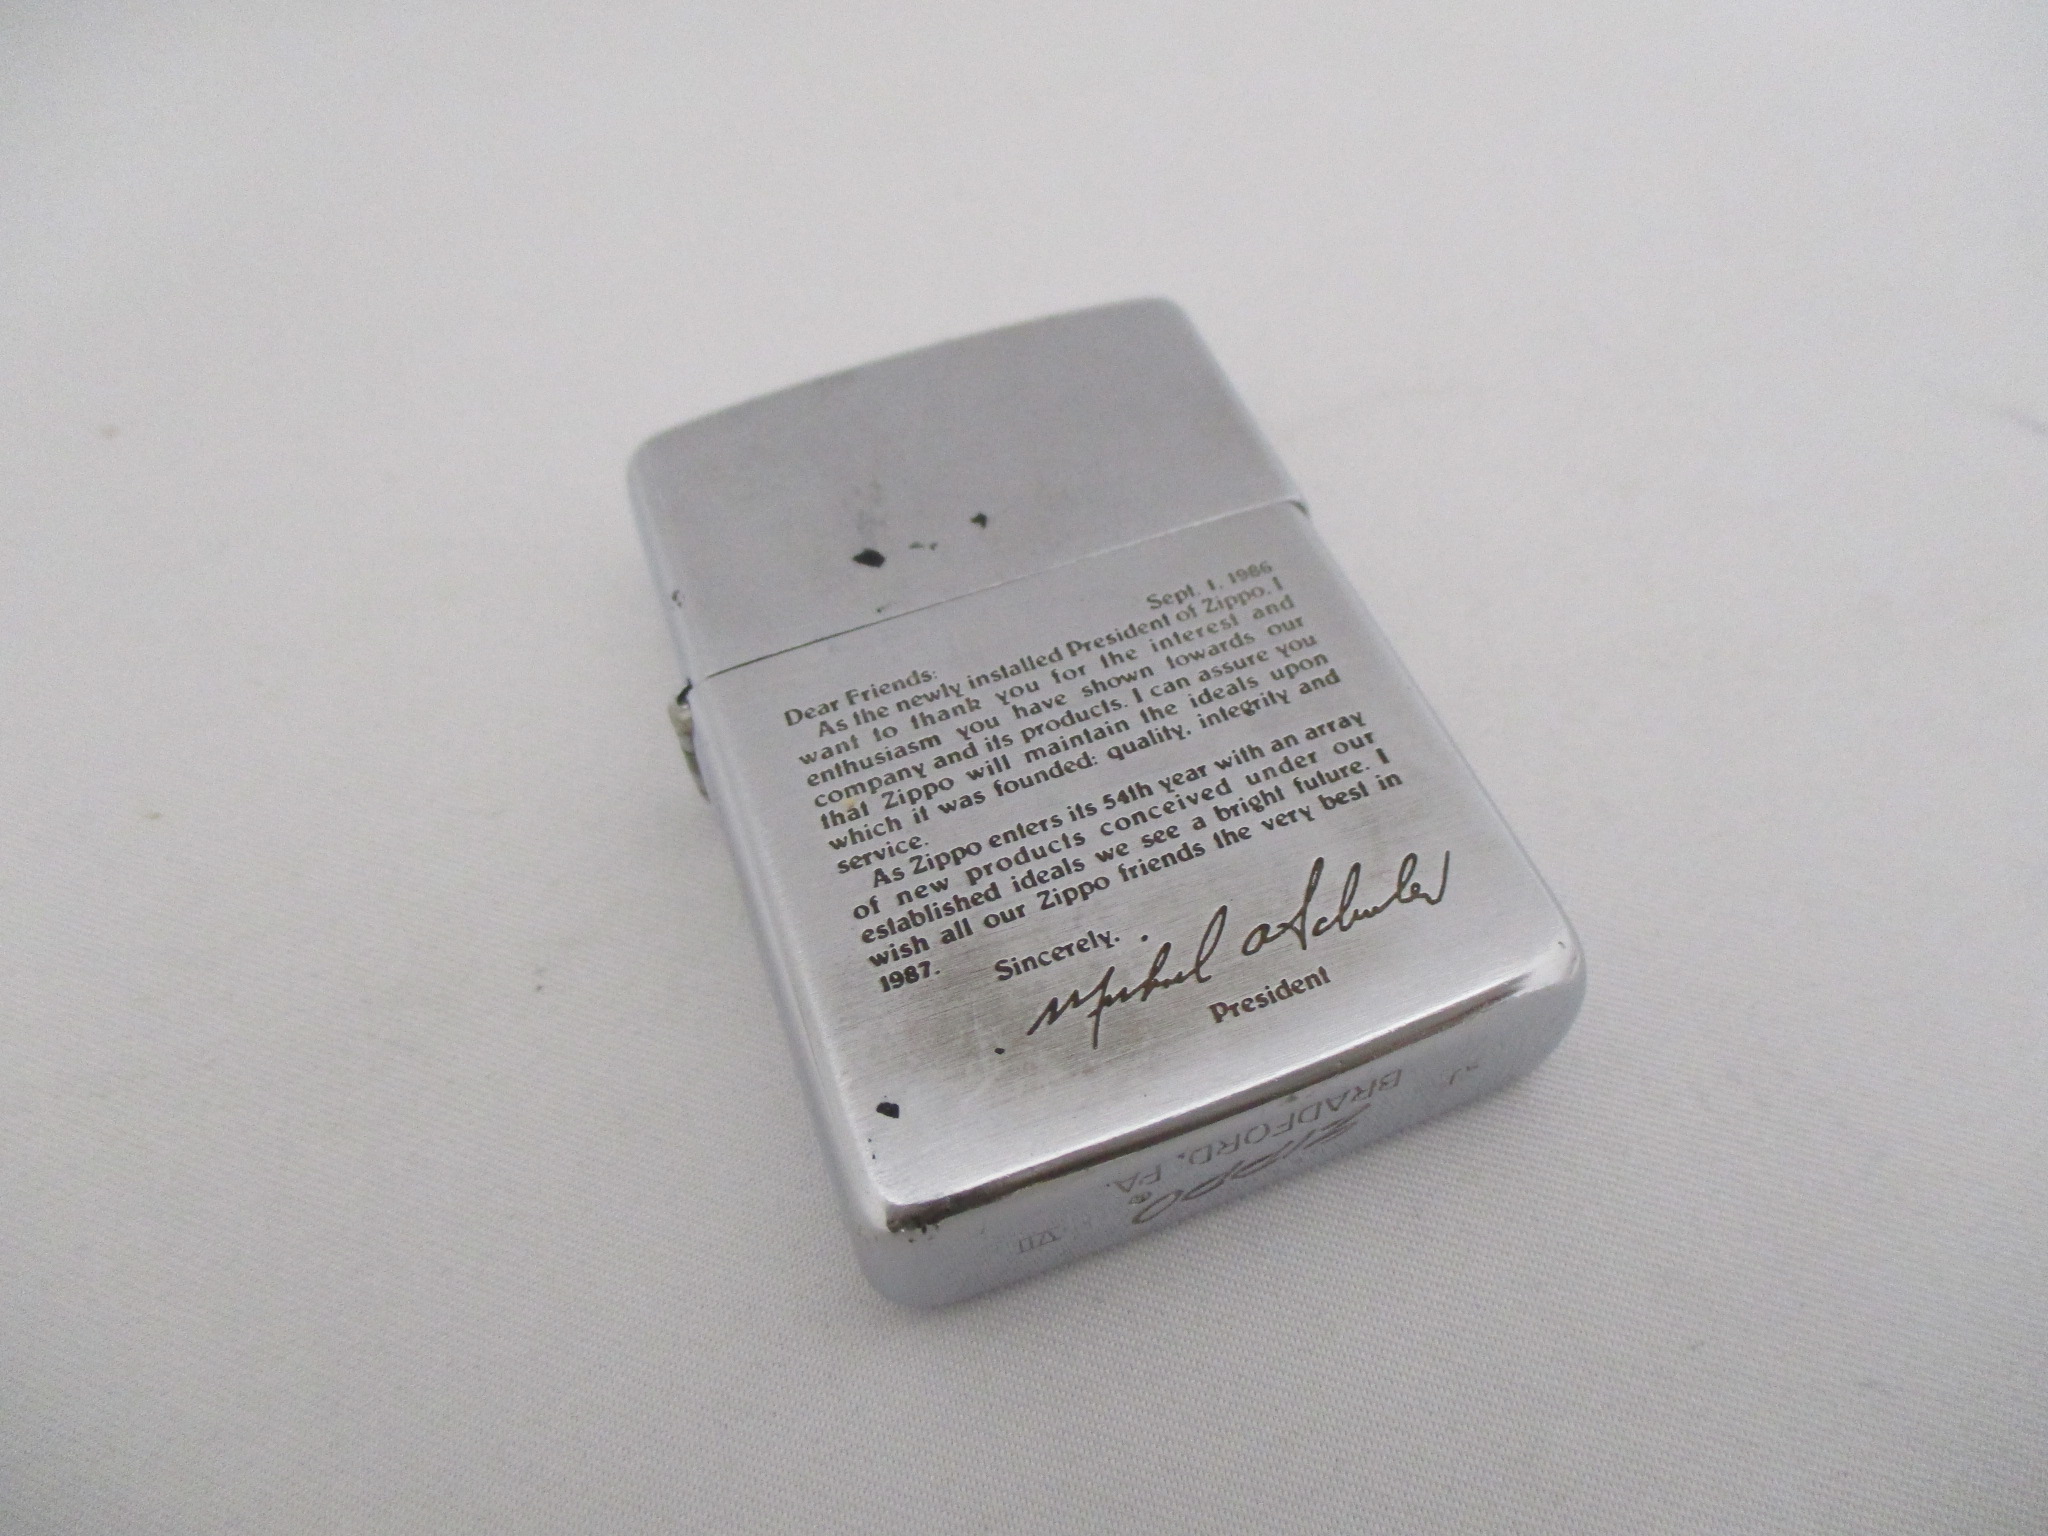 Sept. 1, 1986
Dear Friends:
As the newly installed President of Zippo, I
want to thank you for the interest and
enthusiasm you have shown towards our
company and its products. I can assure you
that Zippo will maintain the ideals upon
which it was founded: quality, integrity and
service.
As Zippo enters its 54th year with an array
of new products conceived under our
established ideals we see a bright future. I
wish all our Zippo friends the very best in
1987.
Sincerely,
Michael A Schuler
President
BRADFORD, PA.
Zippo®
VII